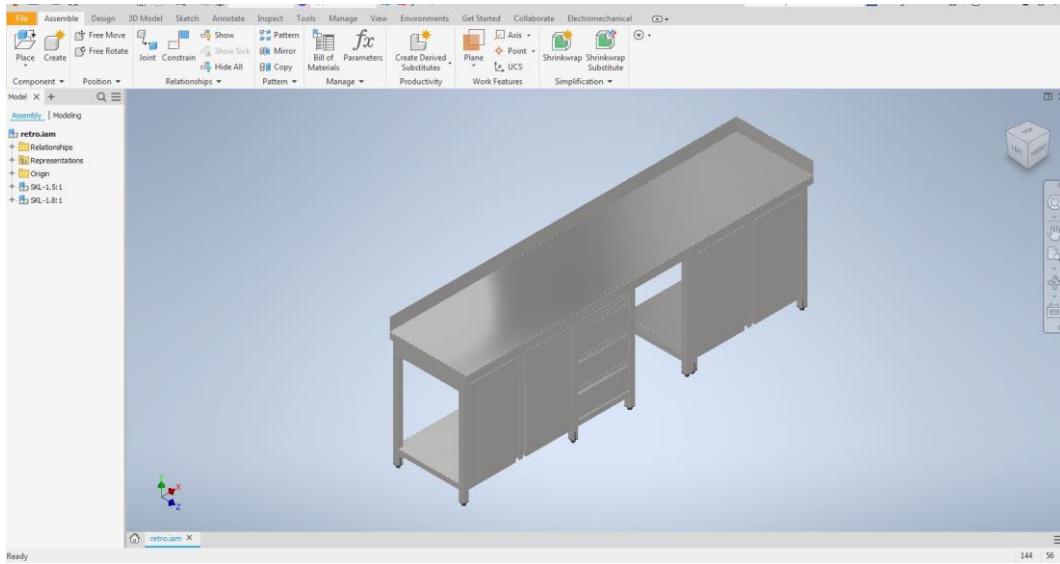 File Assemble Design 3D Model Sketch Annotate Inspect Tools Manage View Environments Get Started Collaborate Electromechanical
Place
Create
Free Move
Free Rotate
Joint
Constrain
Show
Show Sick
Hide All
Pattern
Mirror
Copy
Bill of
Materials
fx
Parameters
Create Derived
Substitutes
Plane
Axis
Point
UCS
Shrinkwrap
Shrinkwrap
Substitute
Component Position Relationships Pattern Manage Productivity Work Features Simplification
Model X +
Assembly | Modeling
retro.iam
Relationships
Representations
Origin
SKL-1.5:1
SKL-1.8:1
TOP
LEFT
FRONT
Y
X
Z
retro.iam X
Ready
144 56